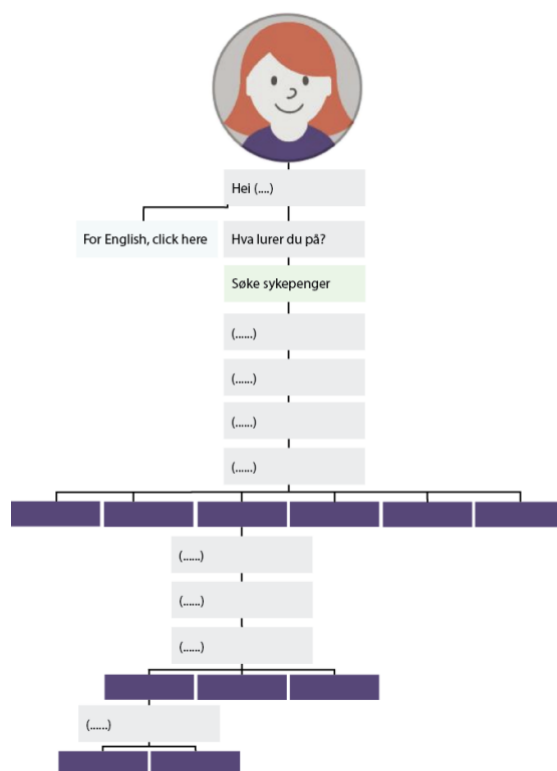 Hei (....)
For English, click here
Hva lurer du på?
Søke sykepenger
(......)
(......)
(......)
(......)
(......)
(......)
(......)
(......)